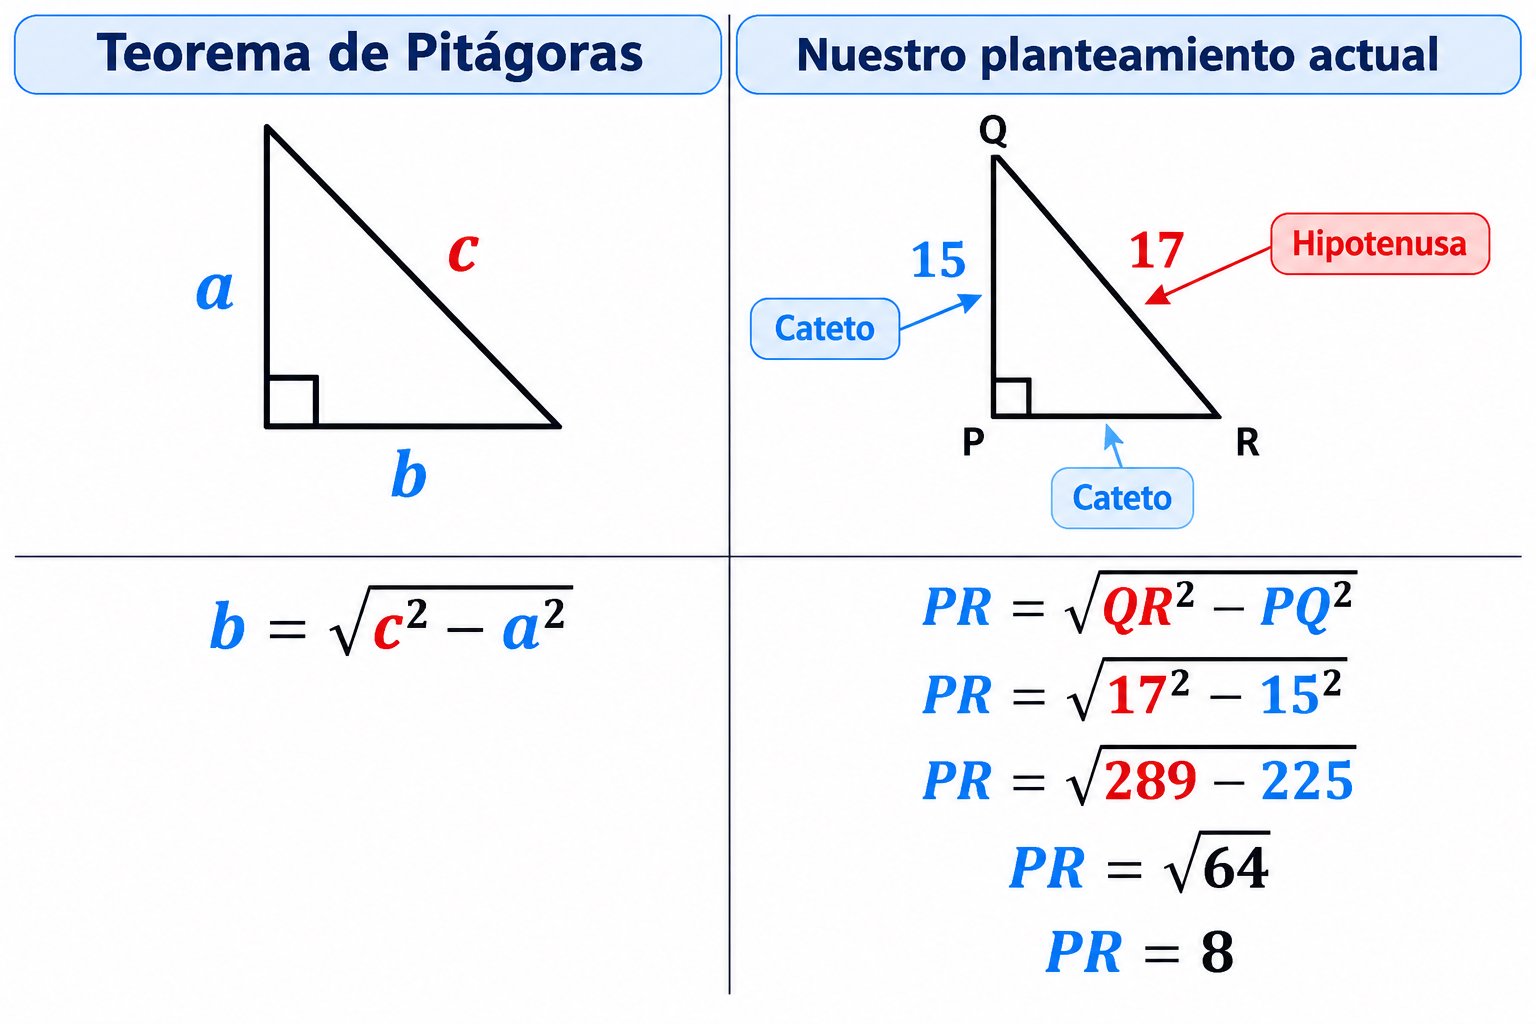 Teorema de Pitágoras
a
c
b
b = √(c² − a²)
Nuestro planteamiento actual
Q
15
17
Hipotenusa
Cateto
P
R
Cateto
PR = √(QR² − PQ²)
PR = √(17² − 15²)
PR = √(289 − 225)
PR = √64
PR = 8